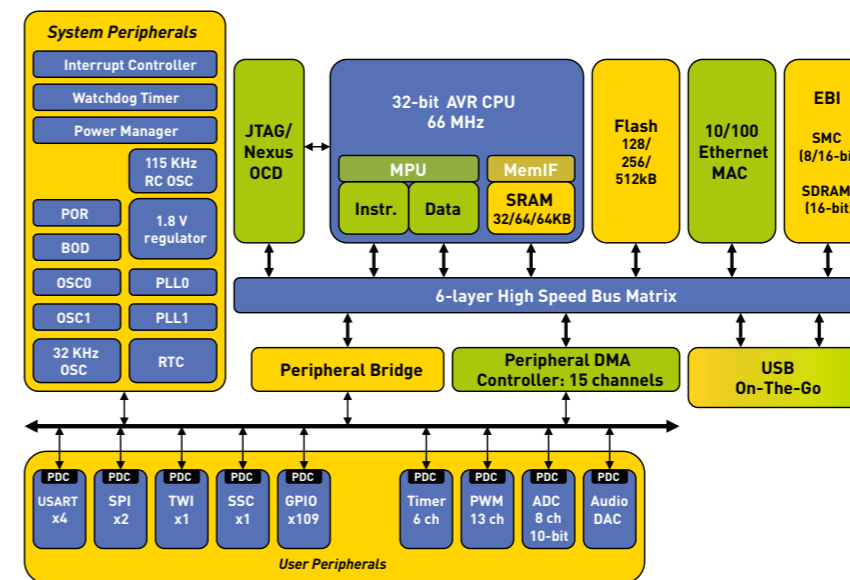 System Peripherals
Interrupt Controller
Watchdog Timer
Power Manager
115 KHz
RC OSC
POR
1.8 V
regulator
BOD
OSC0
PLL0
OSC1
PLL1
32 KHz
OSC
RTC
JTAG/
Nexus
OCD
32-bit AVR CPU
66 MHz
MPU
MemIF
Instr.
Data
SRAM
32/64/64KB
Flash
128/
256/
512kB
10/100
Ethernet
MAC
EBI
SMC
(8/16-bi
SDRAM
(16-bit)
6-layer High Speed Bus Matrix
Peripheral Bridge
Peripheral DMA
Controller: 15 channels
USB
On-The-Go
PDC
USART
x4
PDC
SPI
x2
PDC
TWI
x1
PDC
SSC
x1
PDC
GPIO
x109
PDC
Timer
6 ch
PDC
PWM
13 ch
PDC
ADC
8 ch
10-bit
PDC
Audio
DAC
User Peripherals